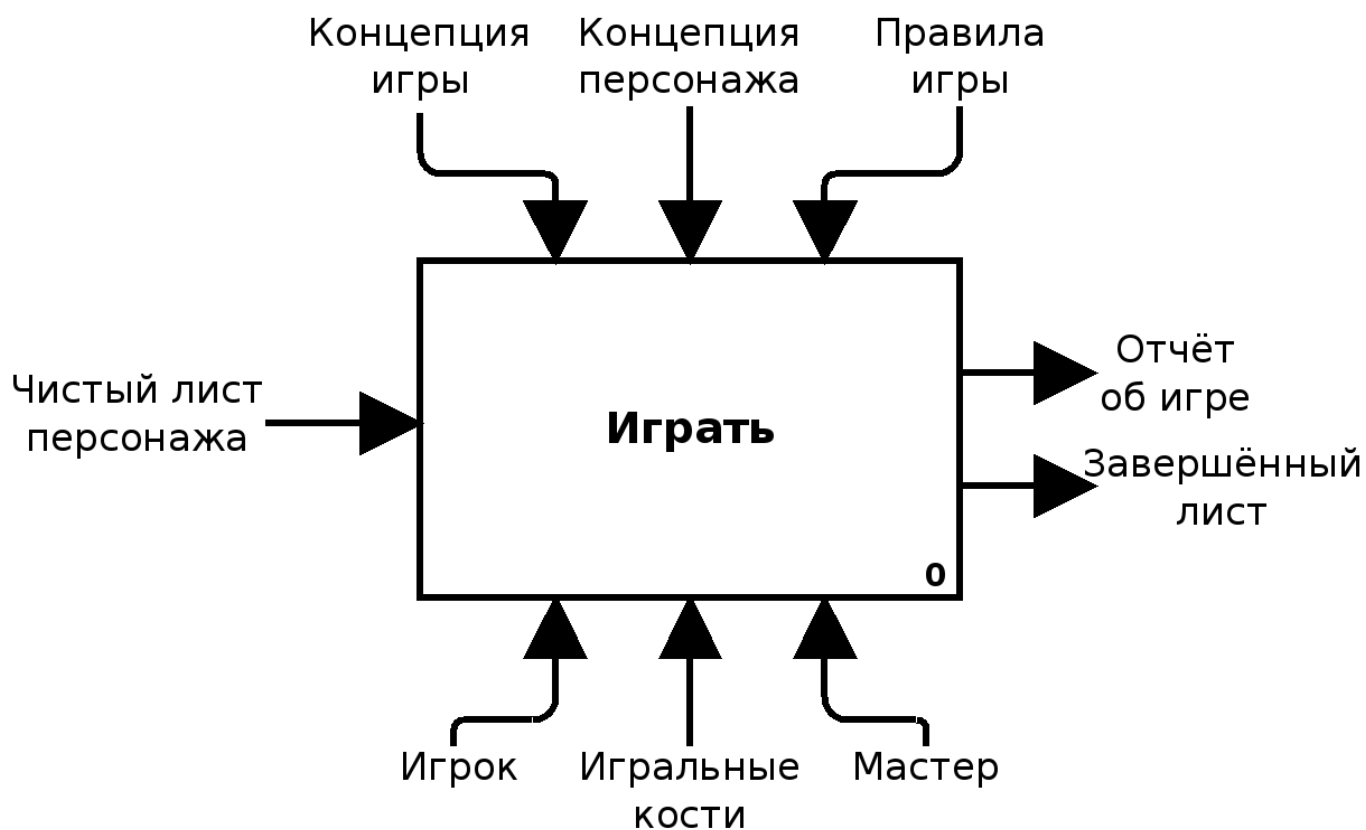 Концепция
игры
Концепция
персонажа
Правила
игры
Чистый лист
персонажа
Играть
0
Отчёт
об игре
Завершённый
лист
Игрок
Игральные
кости
Мастер